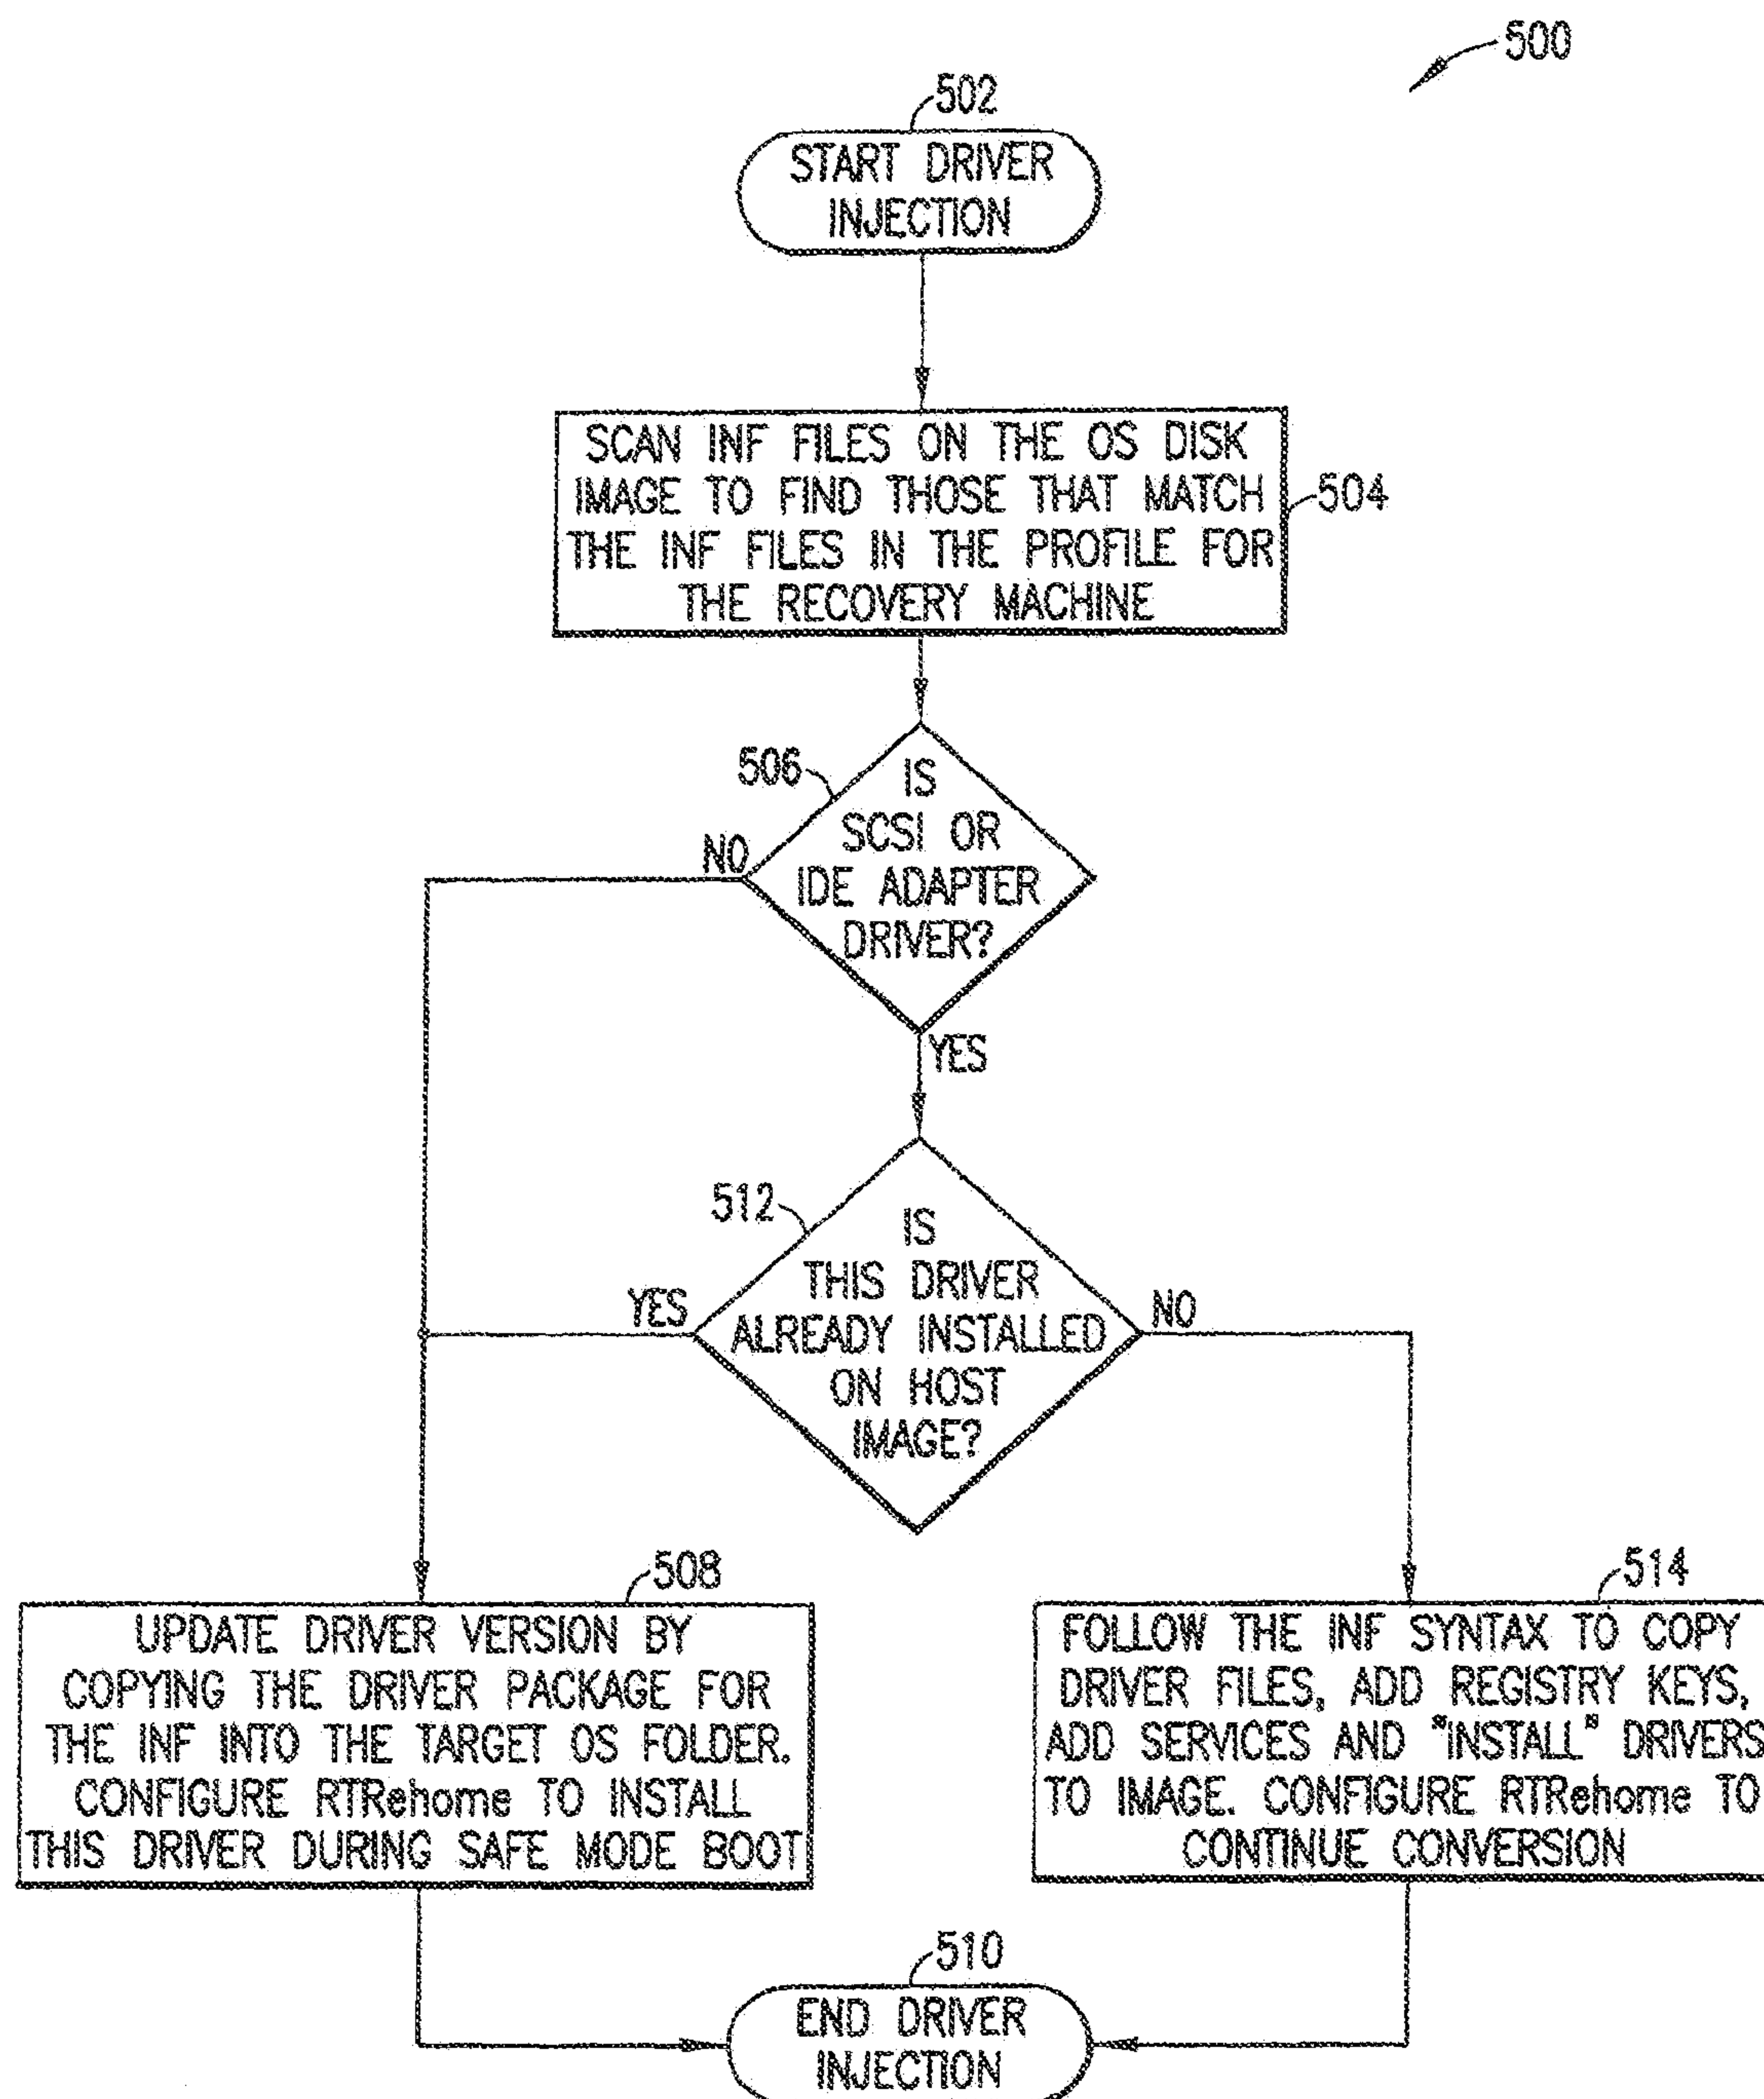 500
502
START DRIVER
INJECTION
SCAN INF FILES ON THE OS DISK
IMAGE TO FIND THOSE THAT MATCH
THE INF FILES IN THE PROFILE FOR
THE RECOVERY MACHINE
504
506
IS
SCSI OR
IDE ADAPTER
DRIVER?
NO
YES
512
IS
THIS DRIVER
ALREADY INSTALLED
ON HOST
IMAGE?
YES
NO
508
UPDATE DRIVER VERSION BY
COPYING THE DRIVER PACKAGE FOR
THE INF INTO THE TARGET OS FOLDER.
CONFIGURE RTRehome TO INSTALL
THIS DRIVER DURING SAFE MODE BOOT
514
FOLLOW THE INF SYNTAX TO COPY
DRIVER FILES, ADD REGISTRY KEYS,
ADD SERVICES AND "INSTALL" DRIVERS
TO IMAGE. CONFIGURE RTRehome TO
CONTINUE CONVERSION
510
END DRIVER
INJECTION